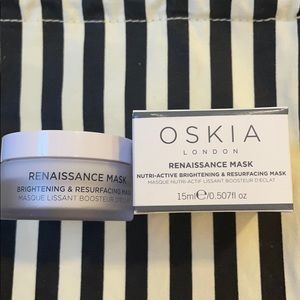 RENAISSANCE MASK
BRIGHTENING & RESURFACING MASK
MASQUE LISSANT BOOSTEUR D'ÉCLAT
OSKIA
LONDON
RENAISSANCE MASK
NUTRI-ACTIVE BRIGHTENING & RESURFACING MASK
MASQUE NUTRI-ACTIF LISSANT BOOSTEUR D'ÉCLAT
15ml℮/0.507fl oz